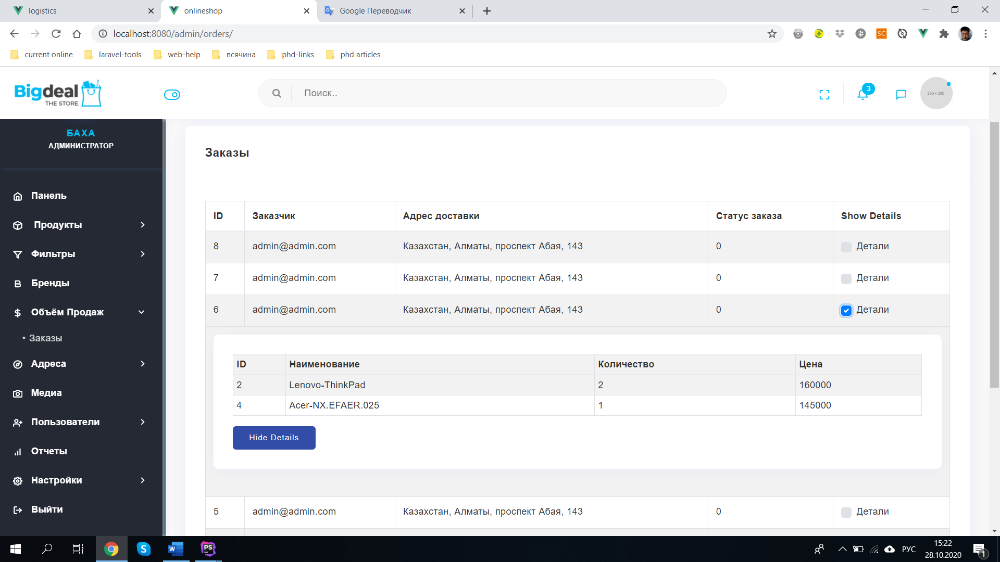 logistics
onlineshop
Google Переводчик
localhost:8080/admin/orders/
SC
current online
laravel-tools
web-help
всячина
phd-links
phd articles
Bigdeal
THE STORE
Поиск..
3
250 × 250
БАХА
АДМИНИСТРАТОР
Панель
Продукты
Фильтры
Бренды
Объём Продаж
• Заказы
Адреса
Медиа
Пользователи
Отчеты
Настройки
Выйти
Заказы
ID Заказчик Адрес доставки Статус заказа Show Details
8 admin@admin.com Казахстан, Алматы, проспект Абая, 143 0 Детали
7 admin@admin.com Казахстан, Алматы, проспект Абая, 143 0 Детали
6 admin@admin.com Казахстан, Алматы, проспект Абая, 143 0 Детали
ID Наименование Количество Цена
2 Lenovo-ThinkPad 2 160000
4 Acer-NX.EFAER.025 1 145000
Hide Details
5 admin@admin.com Казахстан, Алматы, проспект Абая, 143 0 Детали
РУС
15:22
28.10.2020
1